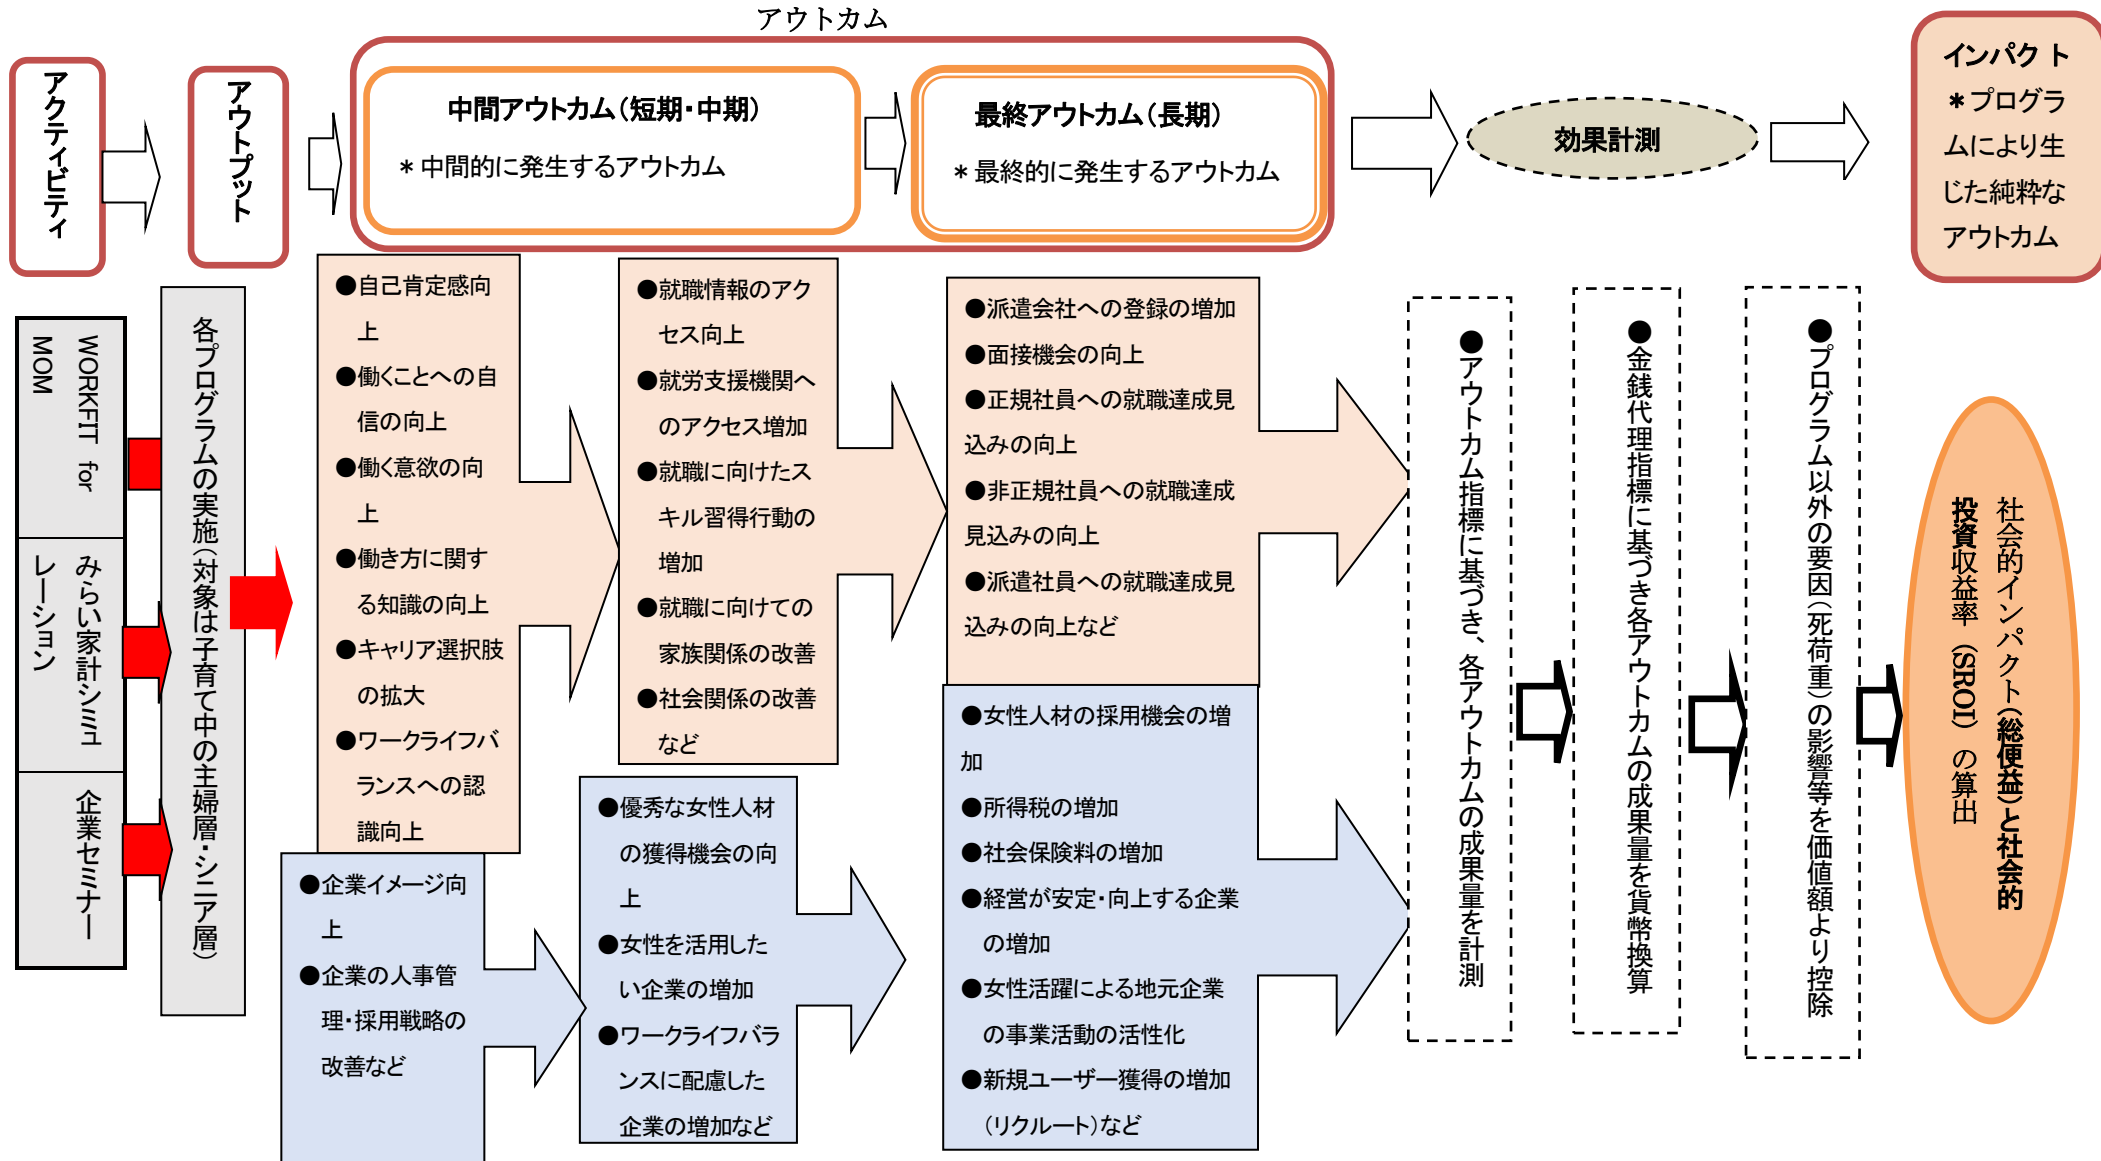 アウトカム
アクティビティ
アウトプット
中間アウトカム（短期・中期）
＊中間的に発生するアウトカム
最終アウトカム（長期）
＊最終的に発生するアウトカム
効果計測
インパクト
＊プログラ
ムにより生
じた純粋な
アウトカム
WORKFIT for
MOM
みらい家計シミュ
レーション
企業セミナー
各プログラムの実施（対象は子育て中の主婦層・シニア層）
●自己肯定感向
上
●働くことへの自
信の向上
●働く意欲の向
上
●働き方に関す
る知識の向上
●キャリア選択肢
の拡大
●ワークライフバ
ランスへの認
識向上
●企業イメージ向
上
●企業の人事管
理・採用戦略の
改善など
●就職情報のアク
セス向上
●就労支援機関へ
のアクセス増加
●就職に向けたス
キル習得行動の
増加
●就職に向けての
家族関係の改善
●社会関係の改善
など
●優秀な女性人材
の獲得機会の向
上
●女性を活用した
い企業の増加
●ワークライフバラ
ンスに配慮した
企業の増加など
●派遣会社への登録の増加
●面接機会の向上
●正規社員への就職達成見
込みの向上
●非正規社員への就職達成
見込みの向上
●派遣社員への就職達成見
込みの向上など
●女性人材の採用機会の増
加
●所得税の増加
●社会保険料の増加
●経営が安定・向上する企業
の増加
●女性活躍による地元企業
の事業活動の活性化
●新規ユーザー獲得の増加
（リクルート）など
●アウトカム指標に基づき、各アウトカムの成果量を計測
●金銭代理指標に基づき各アウトカムの成果量を貨幣換算
●プログラム以外の要因（死荷重）の影響等を価値額より控除
社会的インパクト（総便益）と社会的
投資収益率（SROI）の算出